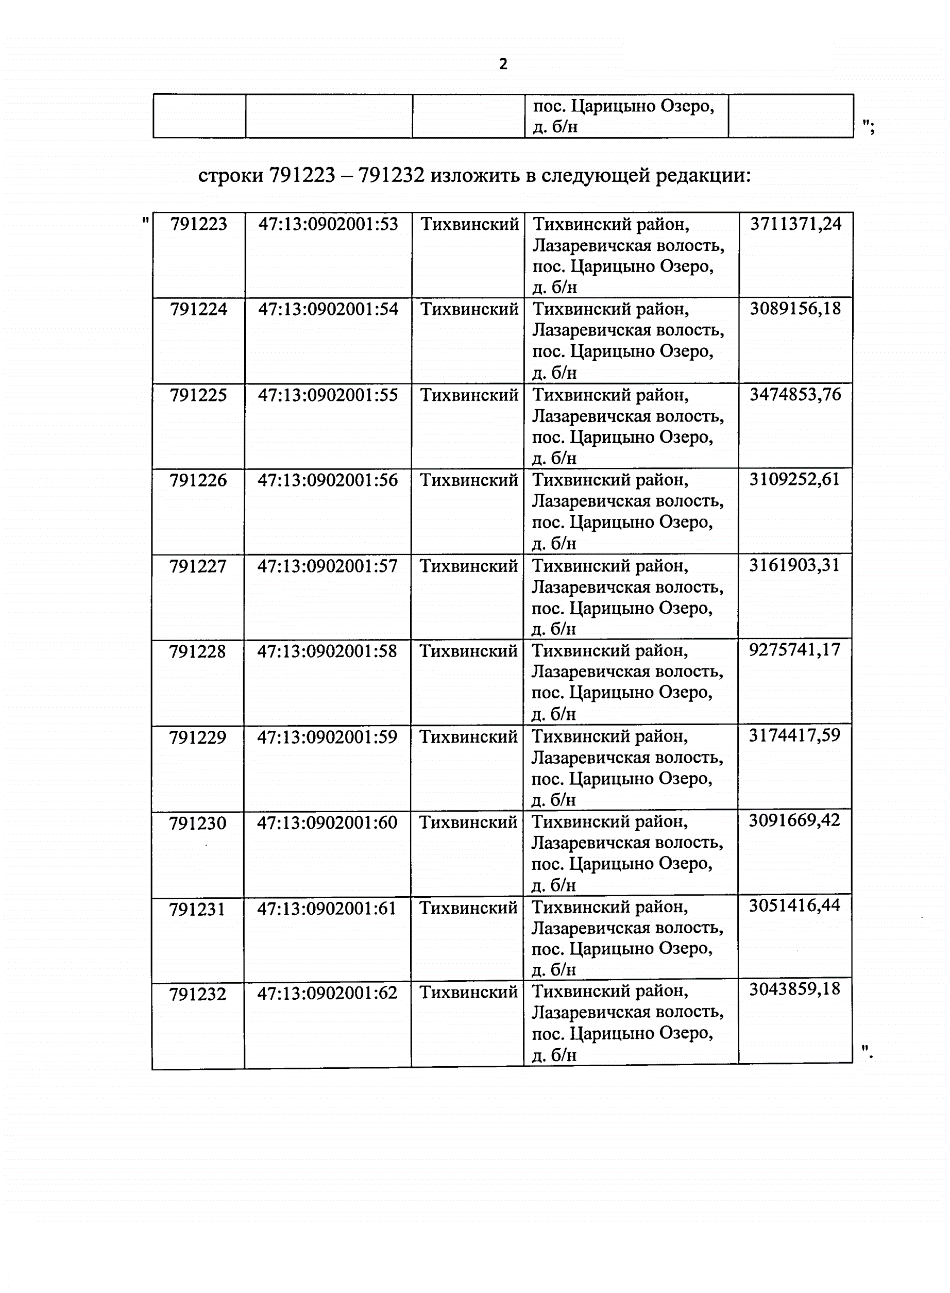 2
пос. Царицыно Озеро,
д. б/н
";
строки 791223 – 791232 изложить в следующей редакции:
" 791223 47:13:0902001:53 Тихвинский Тихвинский район, 3711371,24
Лазаревичская волость,
пос. Царицыно Озеро,
д. б/н
791224 47:13:0902001:54 Тихвинский Тихвинский район, 3089156,18
Лазаревичская волость,
пос. Царицыно Озеро,
д. б/н
791225 47:13:0902001:55 Тихвинский Тихвинский район, 3474853,76
Лазаревичская волость,
пос. Царицыно Озеро,
д. б/н
791226 47:13:0902001:56 Тихвинский Тихвинский район, 3109252,61
Лазаревичская волость,
пос. Царицыно Озеро,
д. б/н
791227 47:13:0902001:57 Тихвинский Тихвинский район, 3161903,31
Лазаревичская волость,
пос. Царицыно Озеро,
д. б/н
791228 47:13:0902001:58 Тихвинский Тихвинский район, 9275741,17
Лазаревичская волость,
пос. Царицыно Озеро,
д. б/н
791229 47:13:0902001:59 Тихвинский Тихвинский район, 3174417,59
Лазаревичская волость,
пос. Царицыно Озеро,
д. б/н
791230 47:13:0902001:60 Тихвинский Тихвинский район, 3091669,42
Лазаревичская волость,
пос. Царицыно Озеро,
д. б/н
791231 47:13:0902001:61 Тихвинский Тихвинский район, 3051416,44
Лазаревичская волость,
пос. Царицыно Озеро,
д. б/н
791232 47:13:0902001:62 Тихвинский Тихвинский район, 3043859,18
Лазаревичская волость,
пос. Царицыно Озеро,
д. б/н
".